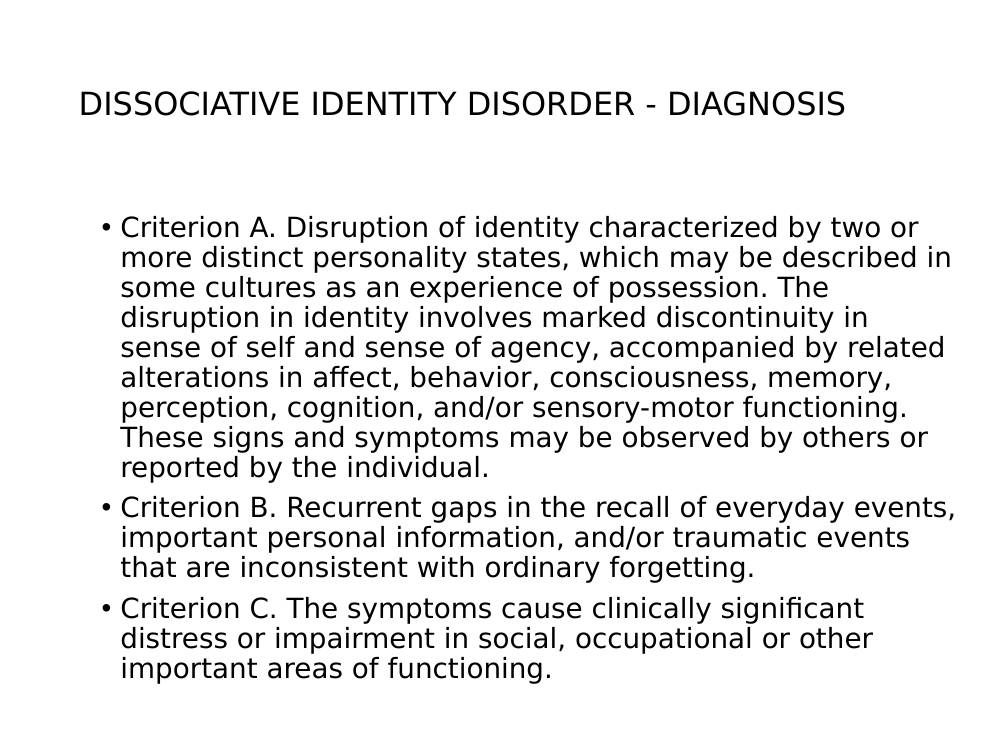 DISSOCIATIVE IDENTITY DISORDER - DIAGNOSIS
• Criterion A. Disruption of identity characterized by two or
more distinct personality states, which may be described in
some cultures as an experience of possession. The
disruption in identity involves marked discontinuity in
sense of self and sense of agency, accompanied by related
alterations in affect, behavior, consciousness, memory,
perception, cognition, and/or sensory-motor functioning.
These signs and symptoms may be observed by others or
reported by the individual.
• Criterion B. Recurrent gaps in the recall of everyday events,
important personal information, and/or traumatic events
that are inconsistent with ordinary forgetting.
• Criterion C. The symptoms cause clinically significant
distress or impairment in social, occupational or other
important areas of functioning.